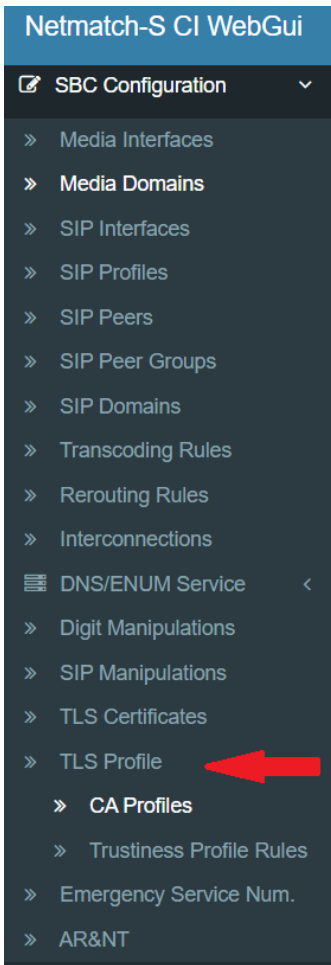 Netmatch-S CI WebGui
SBC Configuration
Media Interfaces
Media Domains
SIP Interfaces
SIP Profiles
SIP Peers
SIP Peer Groups
SIP Domains
Transcoding Rules
Rerouting Rules
Interconnections
DNS/ENUM Service
Digit Manipulations
SIP Manipulations
TLS Certificates
TLS Profile
CA Profiles
Trustiness Profile Rules
Emergency Service Num.
AR&NT